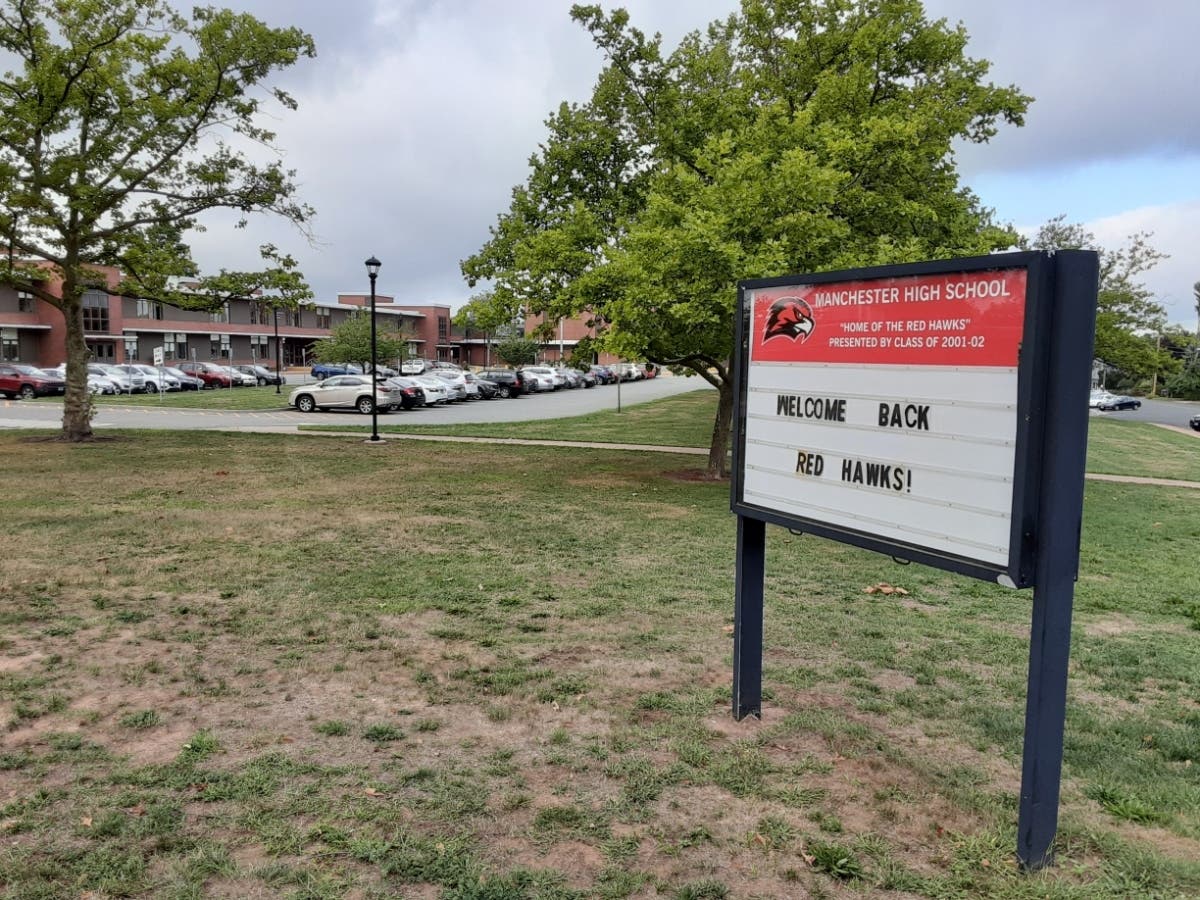 MANCHESTER HIGH SCHOOL
"HOME OF THE RED HAWKS"
PRESENTED BY CLASS OF 2001-02
WELCOME BACK
RED HAWKS!